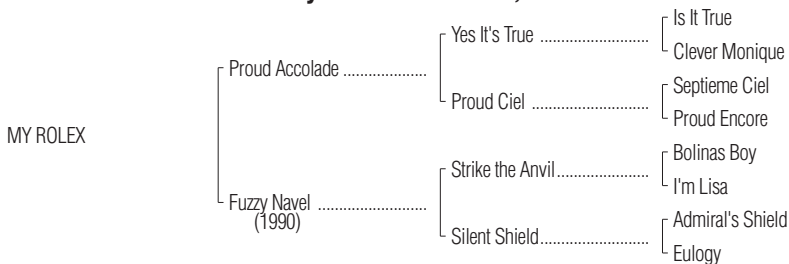 Is It True
Yes It's True ..........................
Clever Monique
Proud Accolade ....................
Septieme Ciel
Proud Ciel ............................
Proud Encore
MY ROLEX
Bolinas Boy
Strike the Anvil......................
I'm Lisa
Fuzzy Navel ..........................
(1990)
Admiral's Shield
Silent Shield..........................
Eulogy